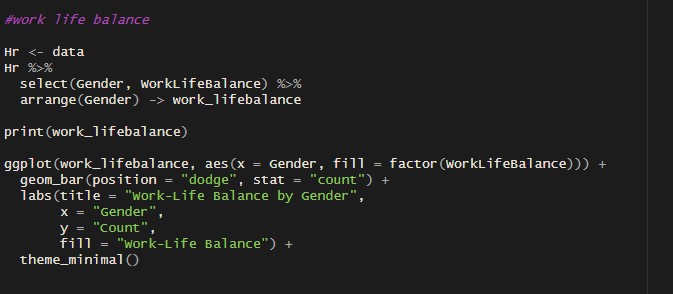 #work life balance
Hr <- data
Hr %>%
select(Gender, WorkLifeBalance) %>%
arrange(Gender) -> work_lifebalance
print(work_lifebalance)
ggplot(work_lifebalance, aes(x = Gender, fill = factor(WorkLifeBalance))) +
geom_bar(position = "dodge", stat = "count") +
labs(title = "Work-Life Balance by Gender",
x = "Gender",
y = "Count",
fill = "Work-Life Balance") +
theme_minimal()